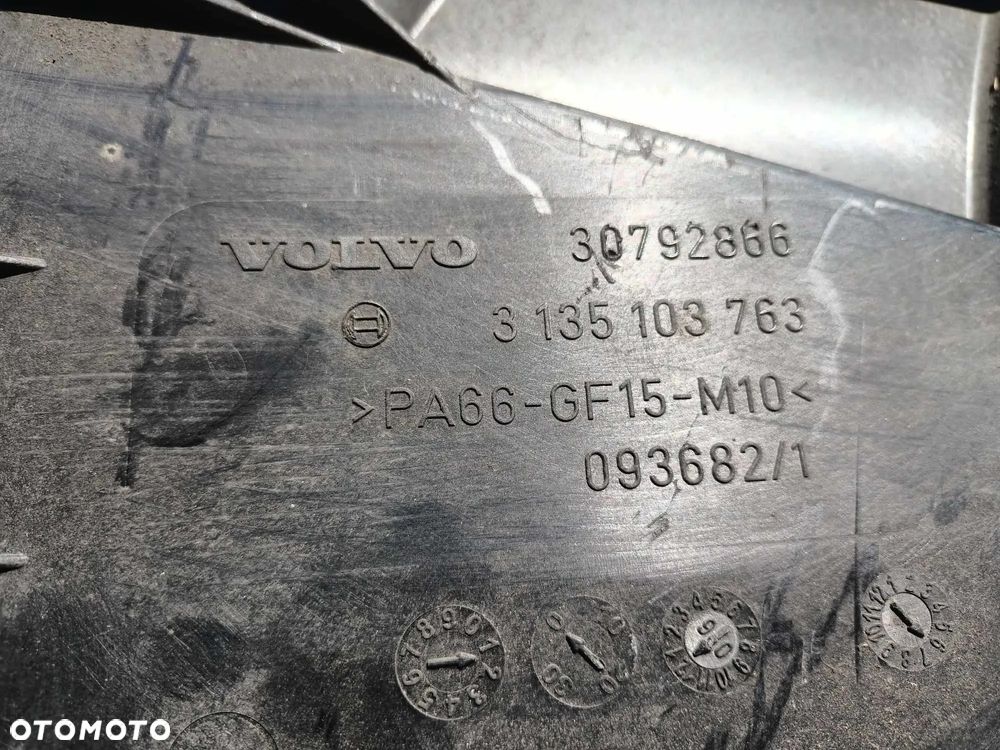 VOLVO 30792866
3 135 103 763
>PA66-GF15-M10<
093682/1
OTOMOTO